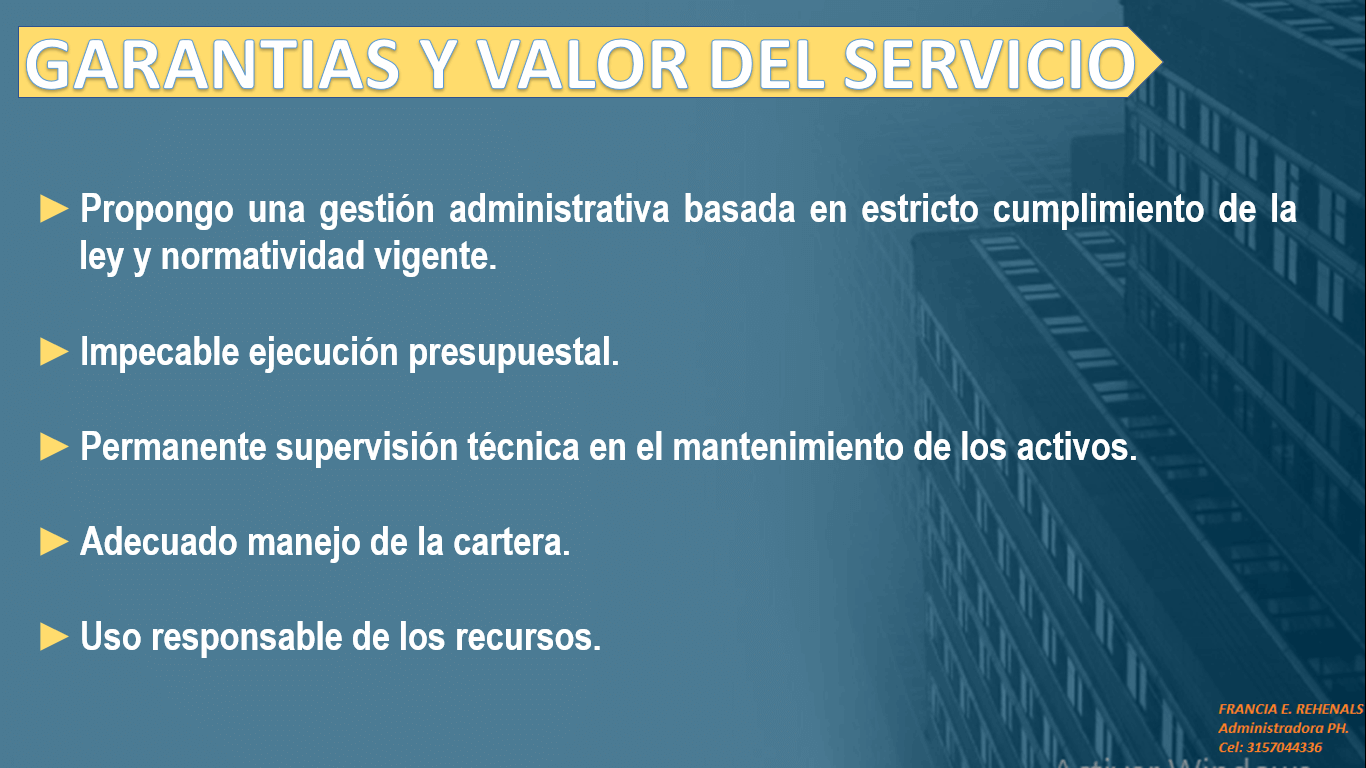 GARANTIAS Y VALOR DEL SERVICIO
Propongo una gestión administrativa basada en estricto cumplimiento de la
ley y normatividad vigente.
Impecable ejecución presupuestal.
Permanente supervisión técnica en el mantenimiento de los activos.
Adecuado manejo de la cartera.
Uso responsable de los recursos.
FRANCIA E. REHENALS
Administradora PH.
Cel: 3157044336
Activar Windows